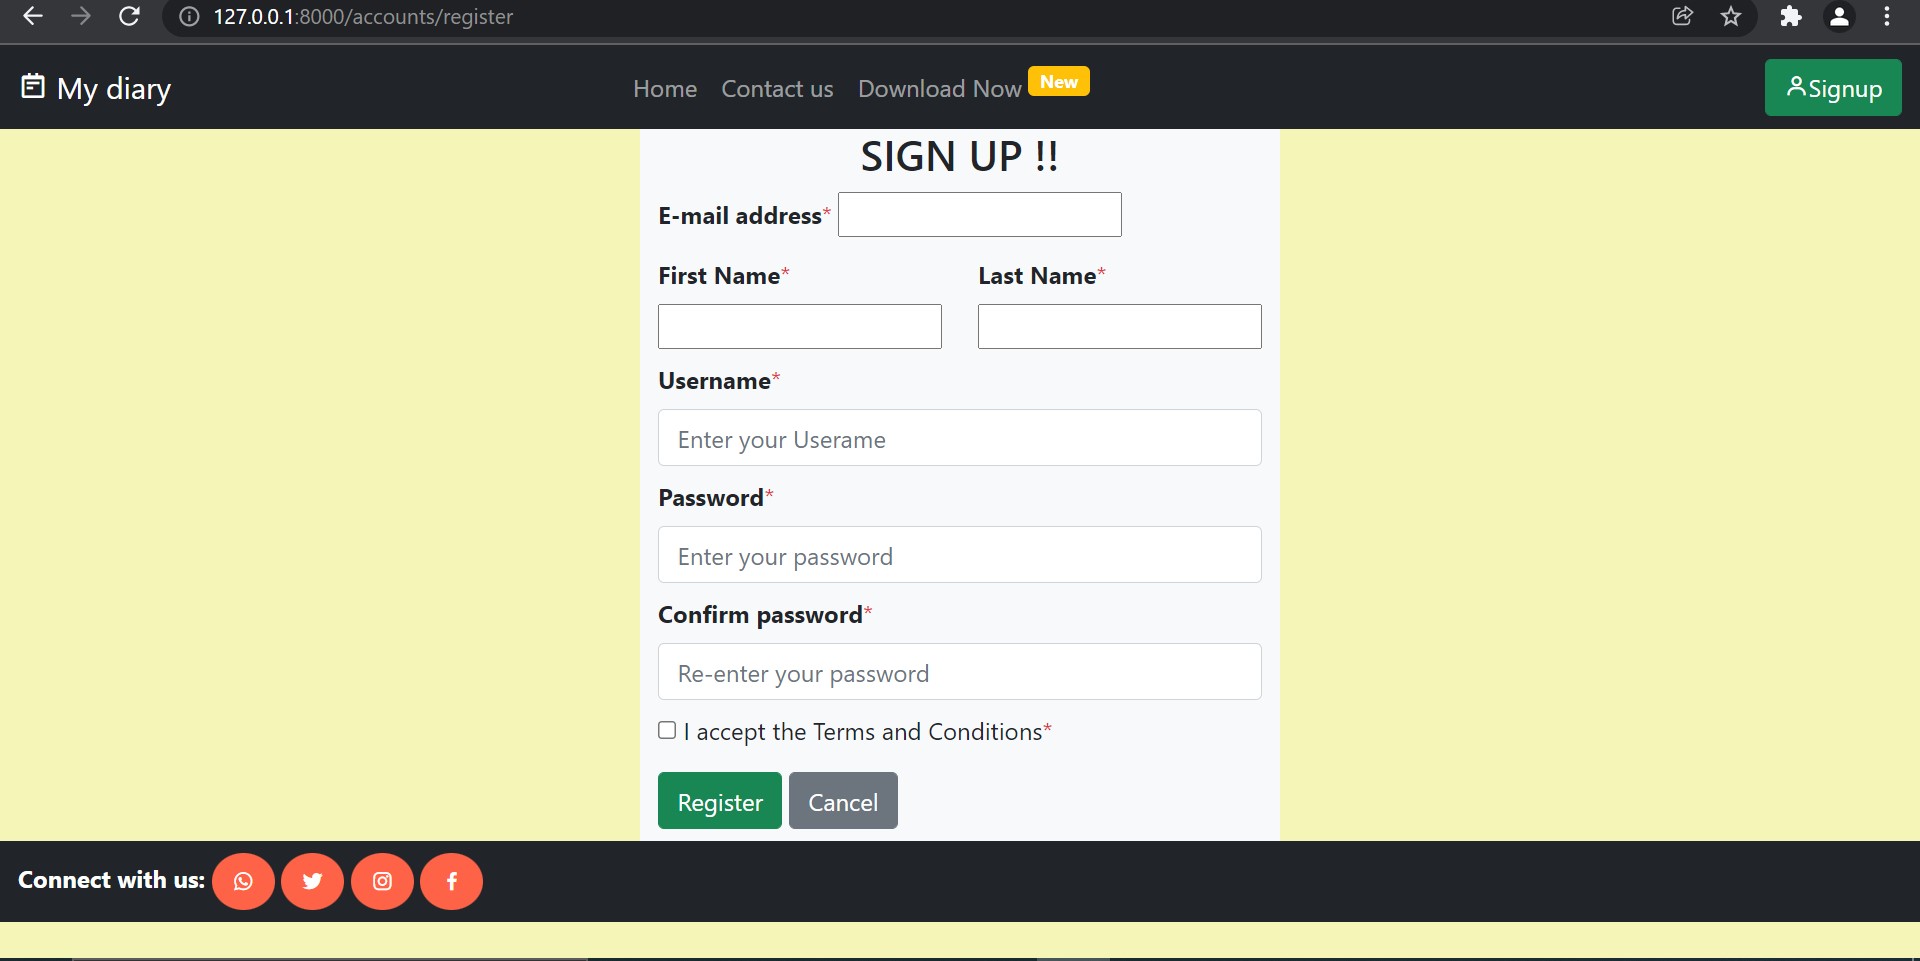 127.0.0.1:8000/accounts/register
My diary Home Contact us Download Now New Signup
SIGN UP !!
E-mail address*
First Name* Last Name*
Username*
Enter your Userame
Password*
Enter your password
Confirm password*
Re-enter your password
I accept the Terms and Conditions*
Register Cancel
Connect with us: